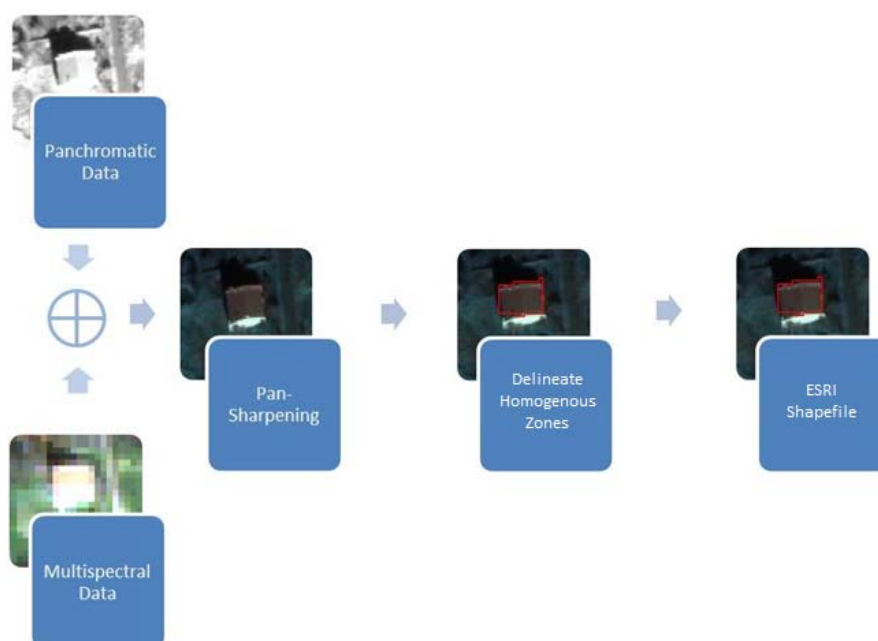 Panchromatic
Data
Pan-
Sharpening
Delineate
Homogenous
Zones
ESRI
Shapefile
Multispectral
Data